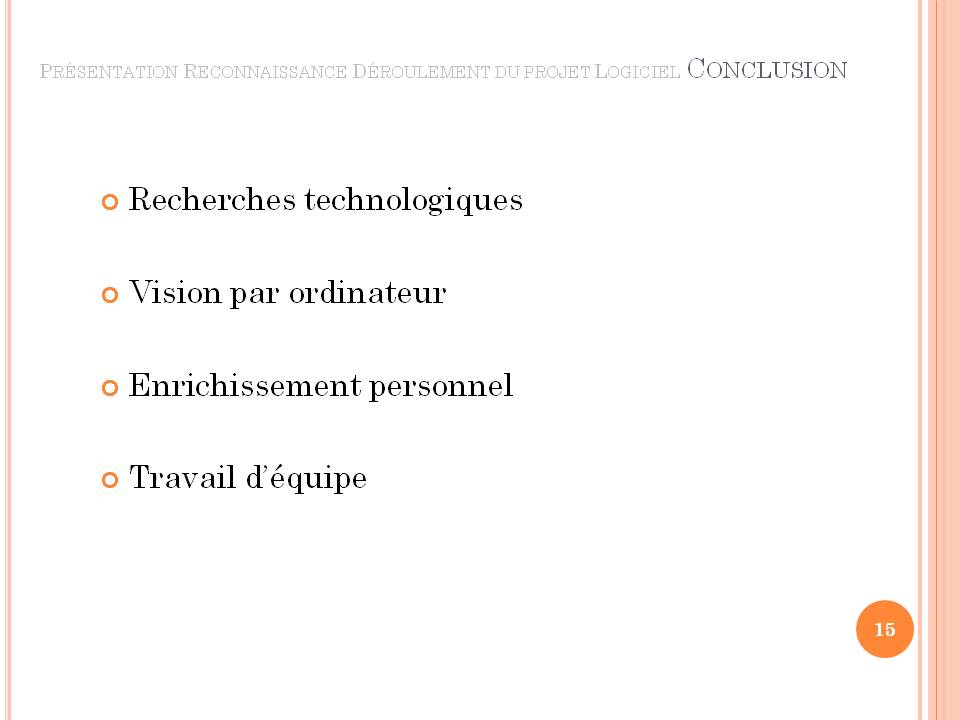 PRÉSENTATION RECONNAISSANCE DÉROULEMENT DU PROJET LOGICIEL CONCLUSION
Recherches technologiques
Vision par ordinateur
Enrichissement personnel
Travail d'équipe
15